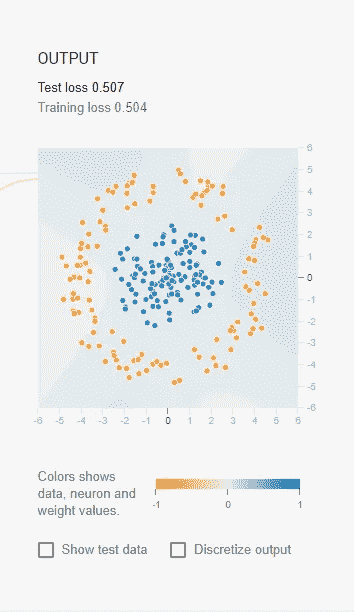 OUTPUT
Test loss 0.507
Training loss 0.504
6
5
4
3
2
1
0
-1
-2
-3
-4
-5
-6
-6 -5 -4 -3 -2 -1 0 1 2 3 4 5 6
Colors shows
data, neuron and
weight values.
-1 0 1
Show test data Discretize output